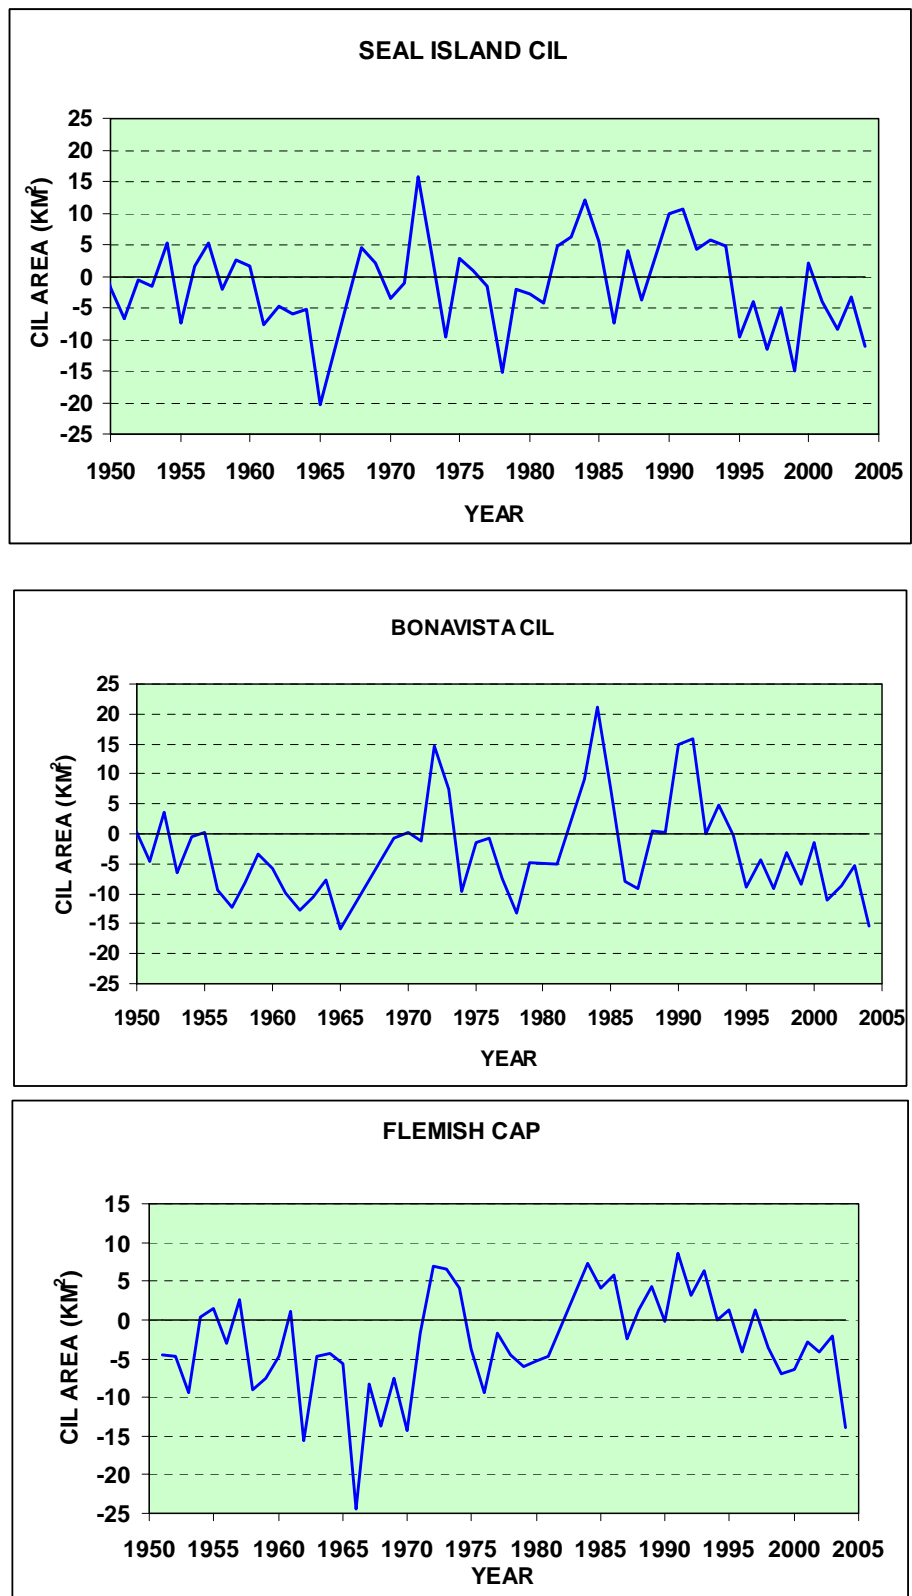 SEAL ISLAND CIL
25
20
15
10
5
0
-5
-10
-15
-20
-25
CIL AREA (KM²)
1950 1955 1960 1965 1970 1975 1980 1985 1990 1995 2000 2005
YEAR
BONAVISTA CIL
25
20
15
10
5
0
-5
-10
-15
-20
-25
CIL AREA (KM²)
1950 1955 1960 1965 1970 1975 1980 1985 1990 1995 2000 2005
YEAR
FLEMISH CAP
15
10
5
0
-5
-10
-15
-20
-25
CIL AREA (KM²)
1950 1955 1960 1965 1970 1975 1980 1985 1990 1995 2000 2005
YEAR